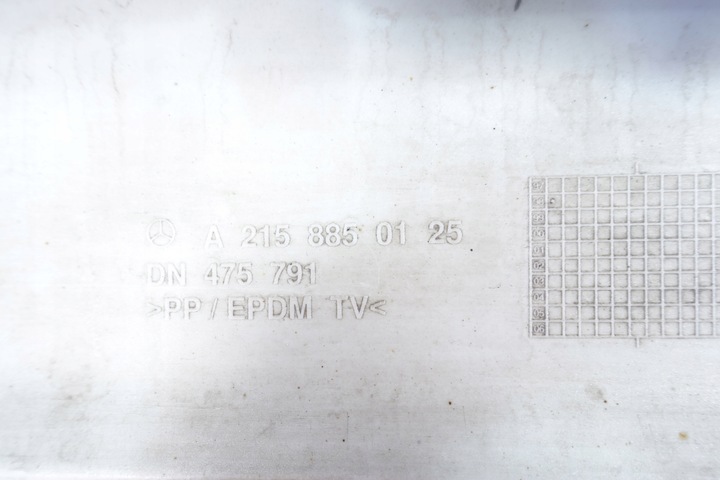 A 215 885 01 25
DN 475 791
>PP / EPDM TV<